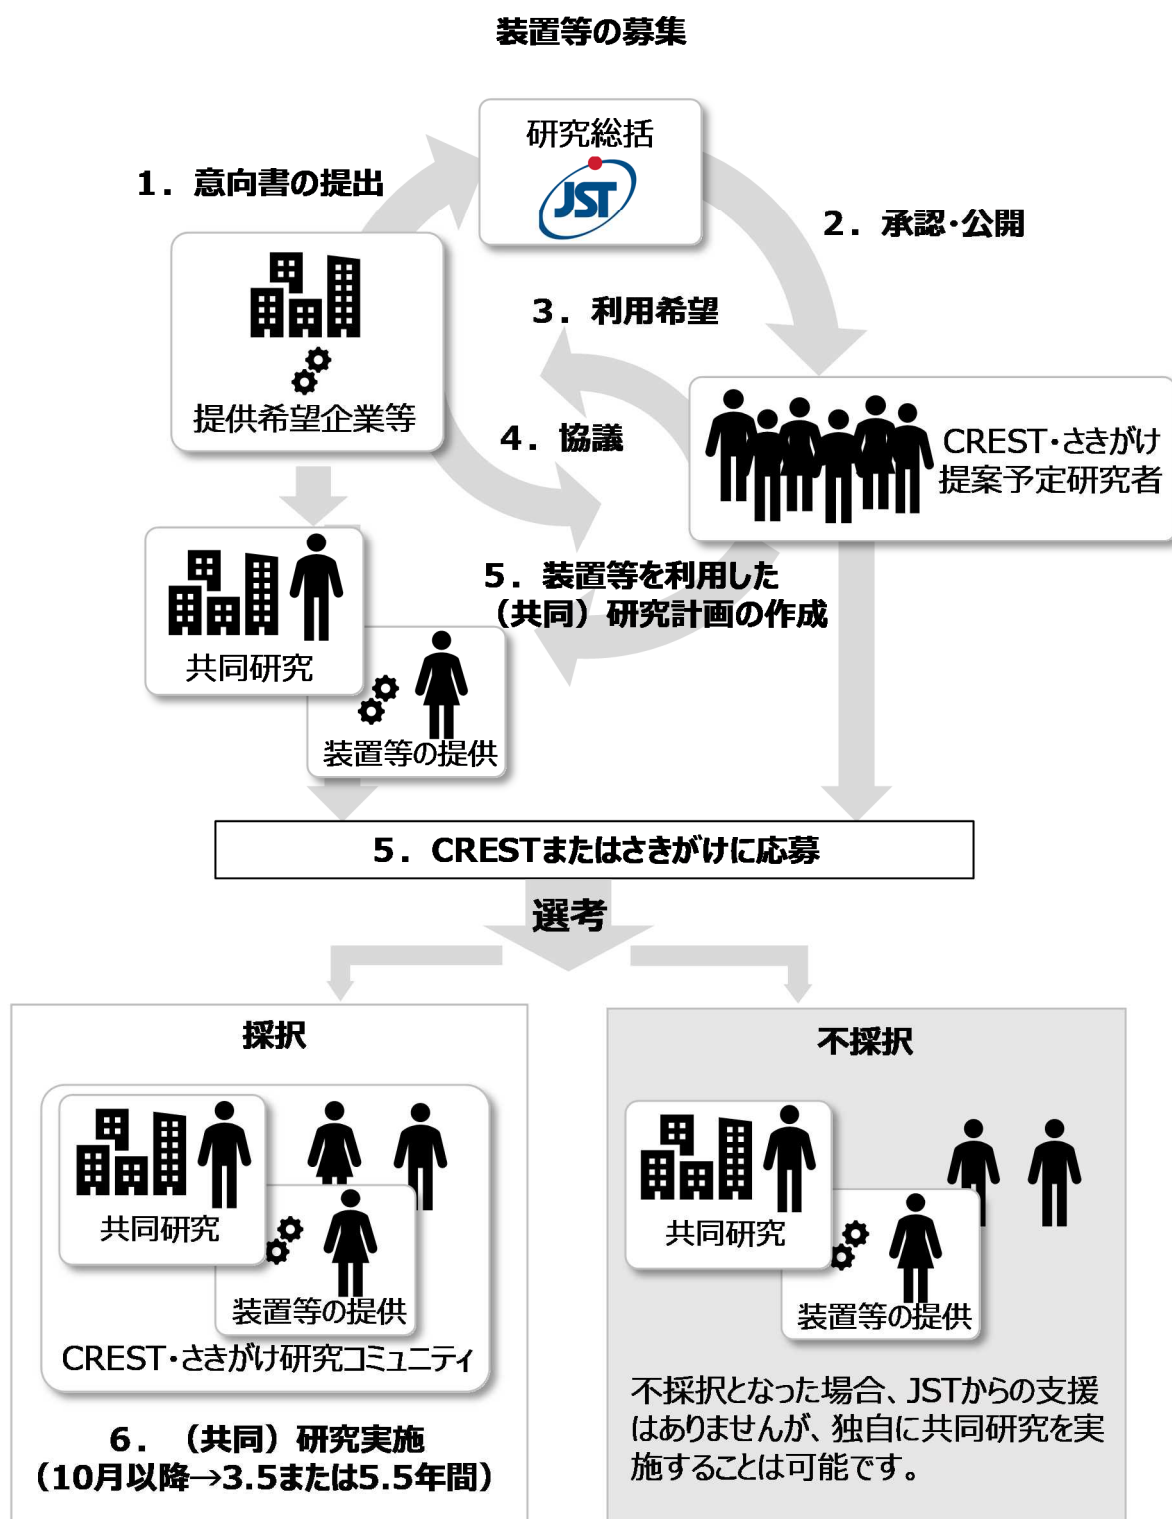 装置等の募集
研究総括
JST
1. 意向書の提出
2. 承認・公開
3. 利用希望
提供希望企業等
4. 協議
CREST・さきがけ
提案予定研究者
5. 装置等を利用した
(共同)研究計画の作成
共同研究
装置等の提供
5. CRESTまたはさきがけに応募
選考
採択
共同研究
装置等の提供
CREST・さきがけ研究コミュニティ
6. (共同)研究実施
(10月以降→3.5または5.5年間)
不採択
共同研究
装置等の提供
不採択となった場合、JSTからの支援
はありませんが、独自に共同研究を実
施することは可能です。